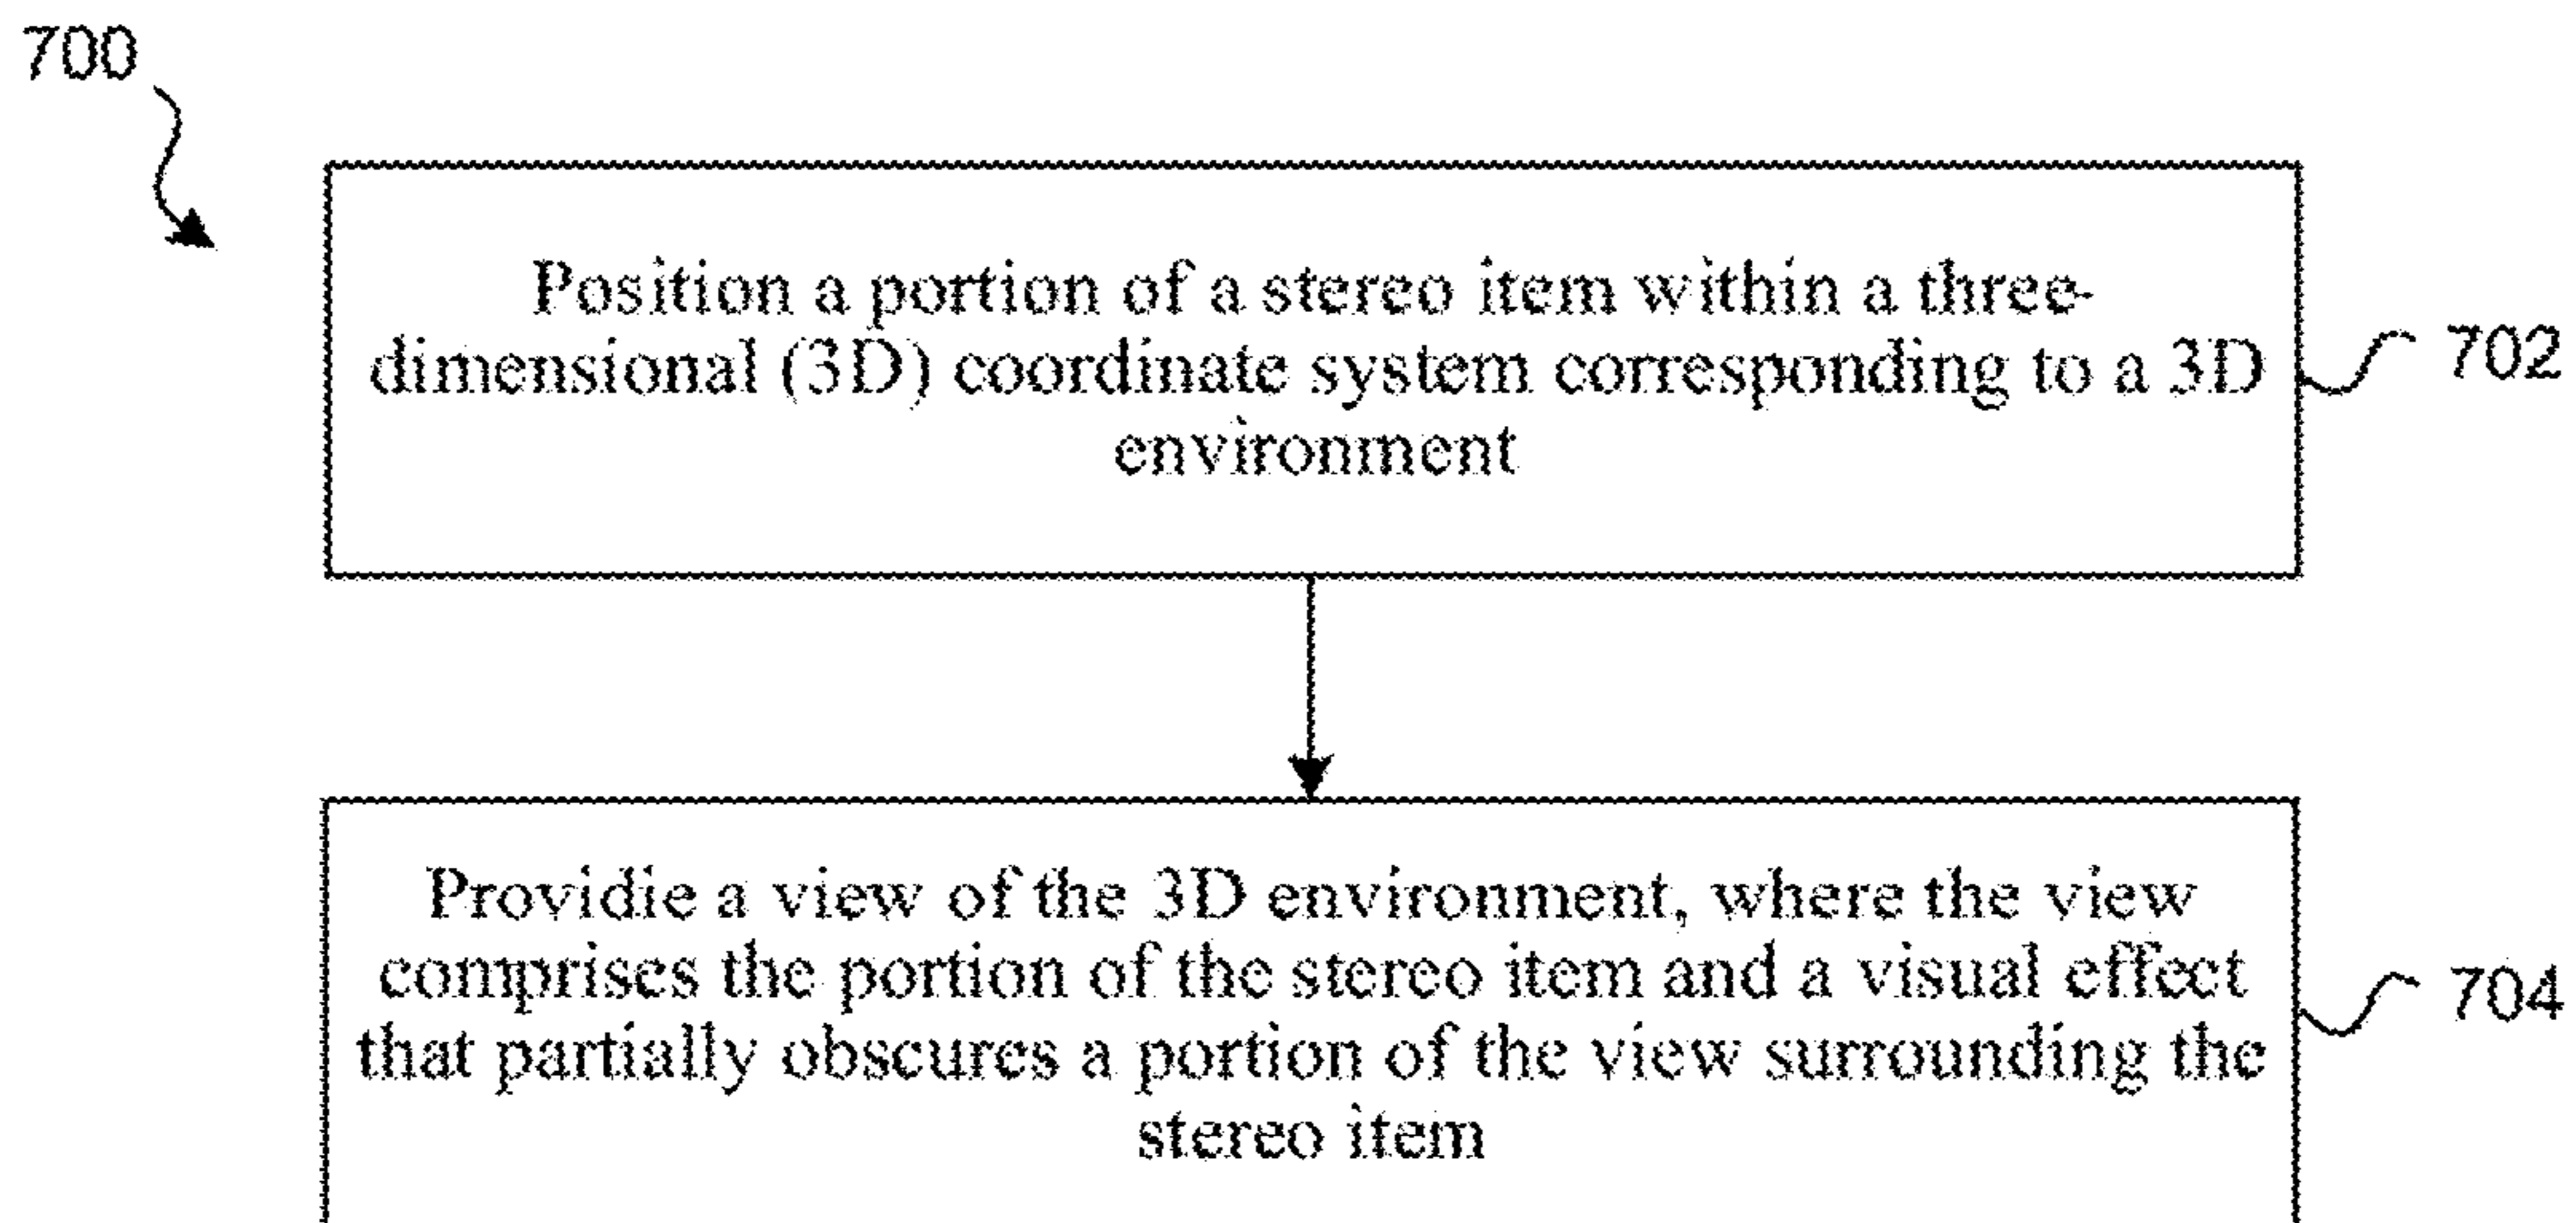 700
Position a portion of a stereo item within a three-
dimensional (3D) coordinate system corresponding to a 3D
environment
702
Providie a view of the 3D environment, where the view
comprises the portion of the stereo item and a visual effect
that partially obscures a portion of the view surrounding the
stereo item
704